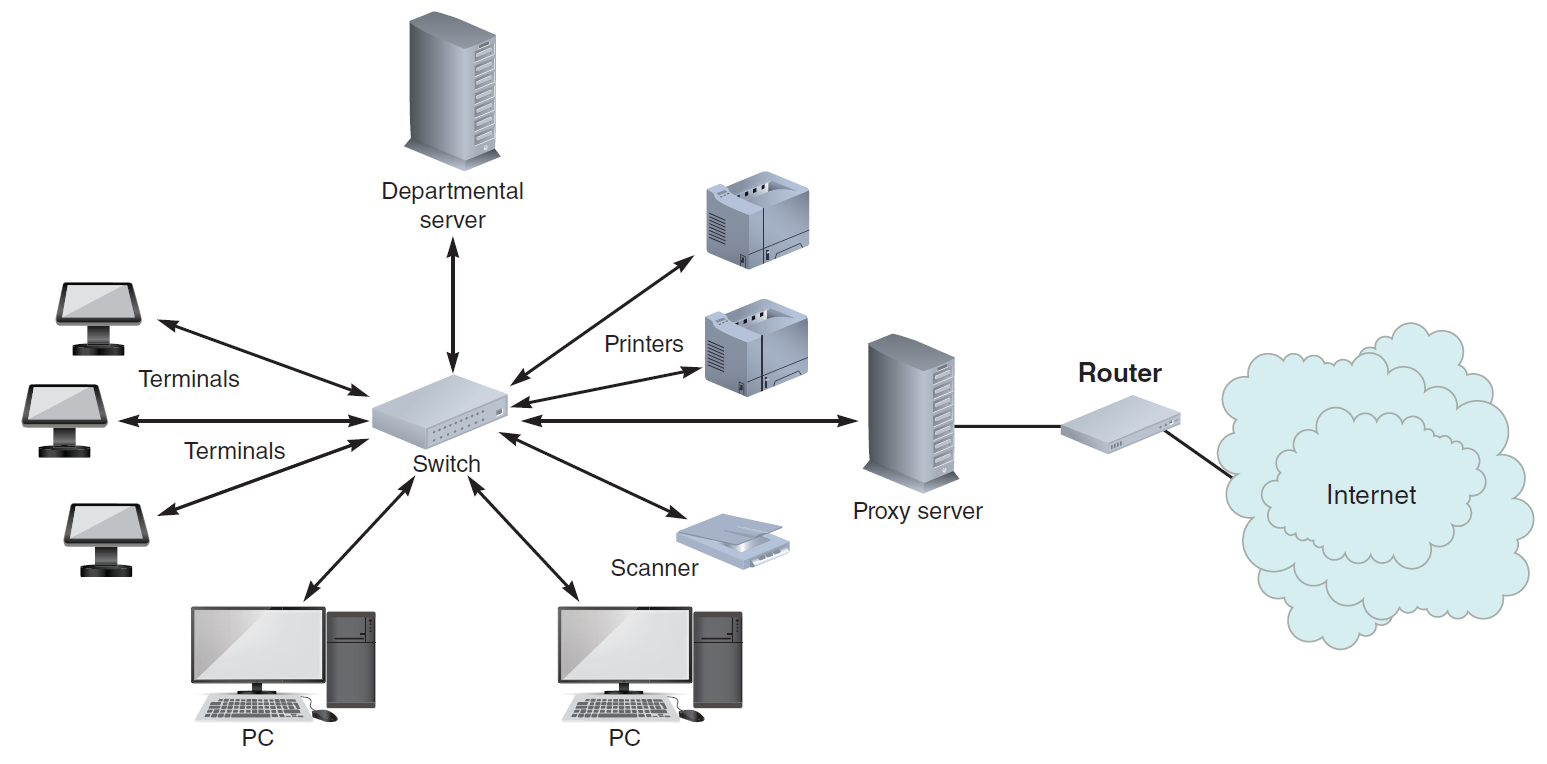 Departmental
server
Printers
Router
Terminals
Terminals
Switch
Internet
Proxy server
Scanner
PC
PC